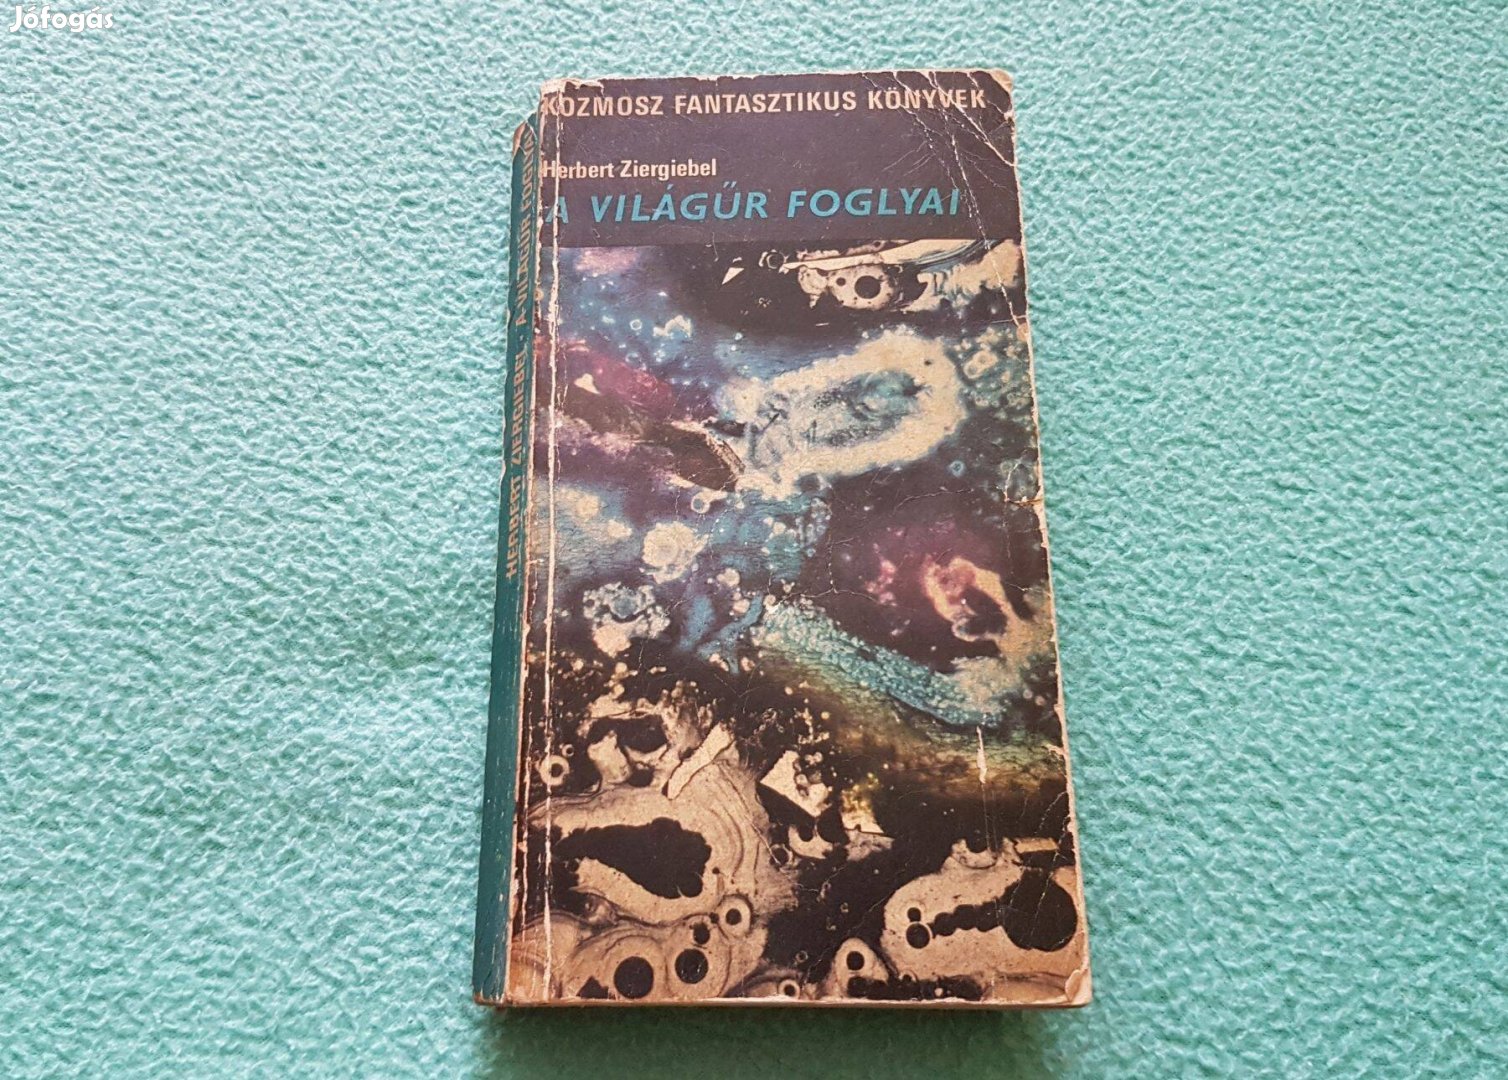 Jófogás
KOZMOSZ FANTASZTIKUS KÖNYVEK
Herbert Ziergiebel
A VILÁGŰR FOGLYAI
HERBERT ZIERGIEBEL · A VILÁGŰR FOGLYAI